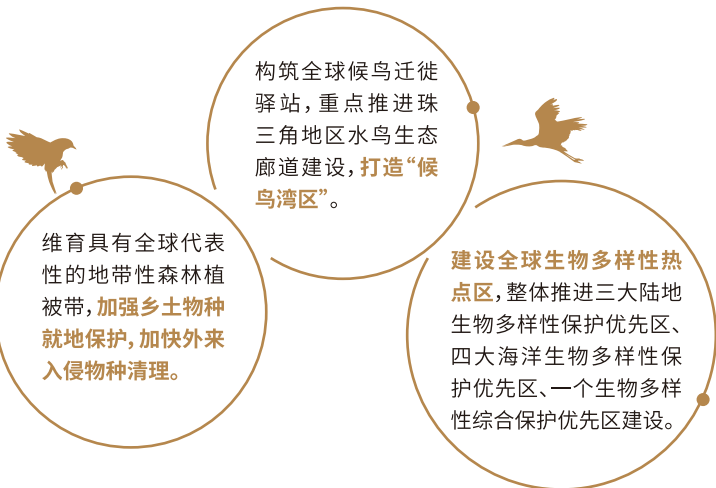 构筑全球候鸟迁徙
驿站，重点推进珠
三角地区水鸟生态
廊道建设，打造“候
鸟湾区”。
维育具有全球代表
性的地带性森林植
被带，加强乡土物种
就地保护，加快外来
入侵物种清理。
建设全球生物多样性热
点区，整体推进三大陆地
生物多样性保护优先区、
四大海洋生物多样性保
护优先区、一个生物多样
性综合保护优先区建设。